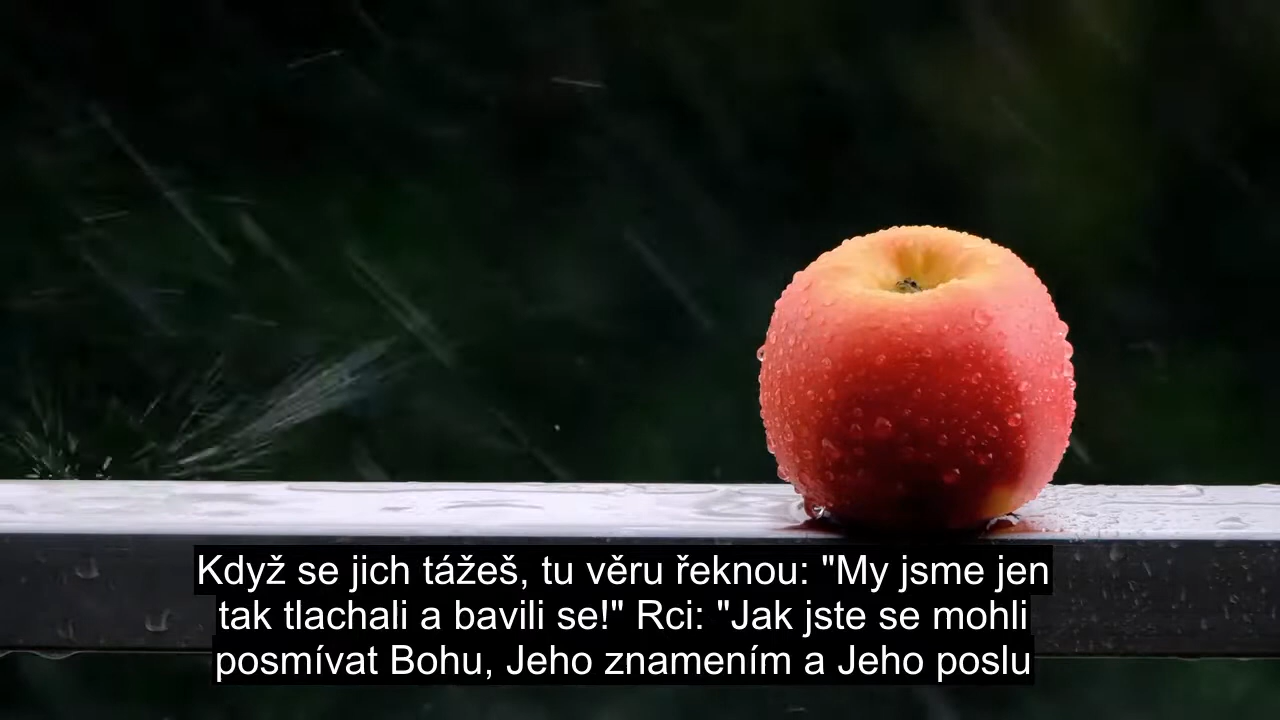 Když se jich tážeš, tu věru řeknou: "My jsme jen
tak tlachali a bavili se!" Rci: "Jak jste se mohli
posmívat Bohu, Jeho znamením a Jeho poslu